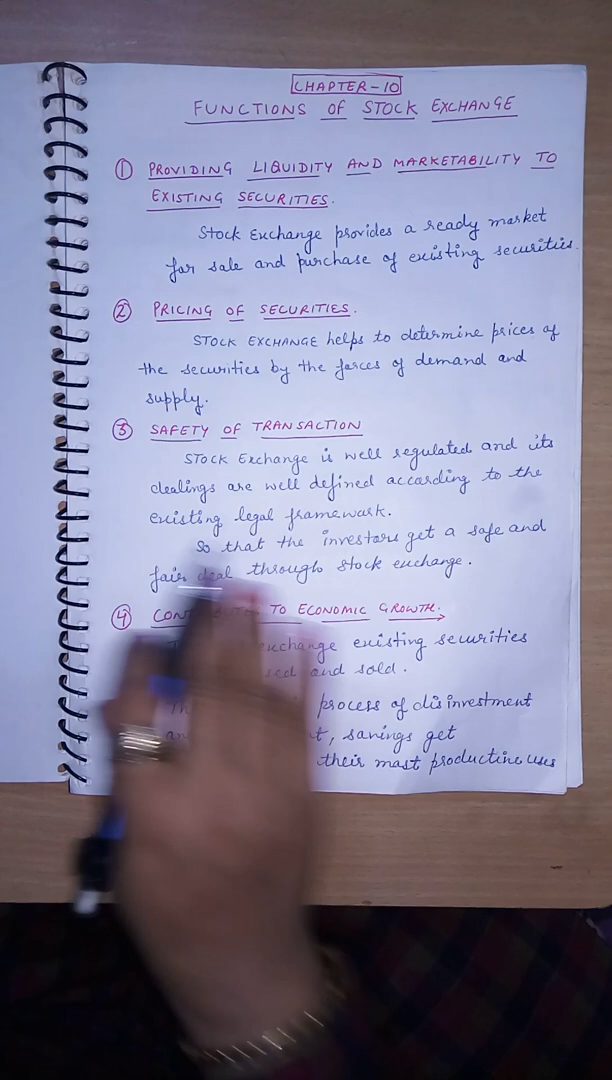 CHAPTER-10
FUNCTIONS OF STOCK EXCHANGE
① PROVIDING LIQUIDITY AND MARKETABILITY TO
EXISTING SECURITIES.
Stock Exchange provides a ready market
for sale and purchase of existing securities.
② PRICING OF SECURITIES.
STOCK EXCHANGE helps to determine prices of
the securities by the forces of demand and
supply.
③ SAFETY OF TRANSACTION
STOCK Exchange is well regulated and its
dealings are well defined according to the
existing legal framework.
So that the investors get a safe and
fair deal through stock exchange.
④ TO ECONOMIC GROWTH.
exchange existing securities
and sold.
process of disinvestment
savings get
their most productive uses